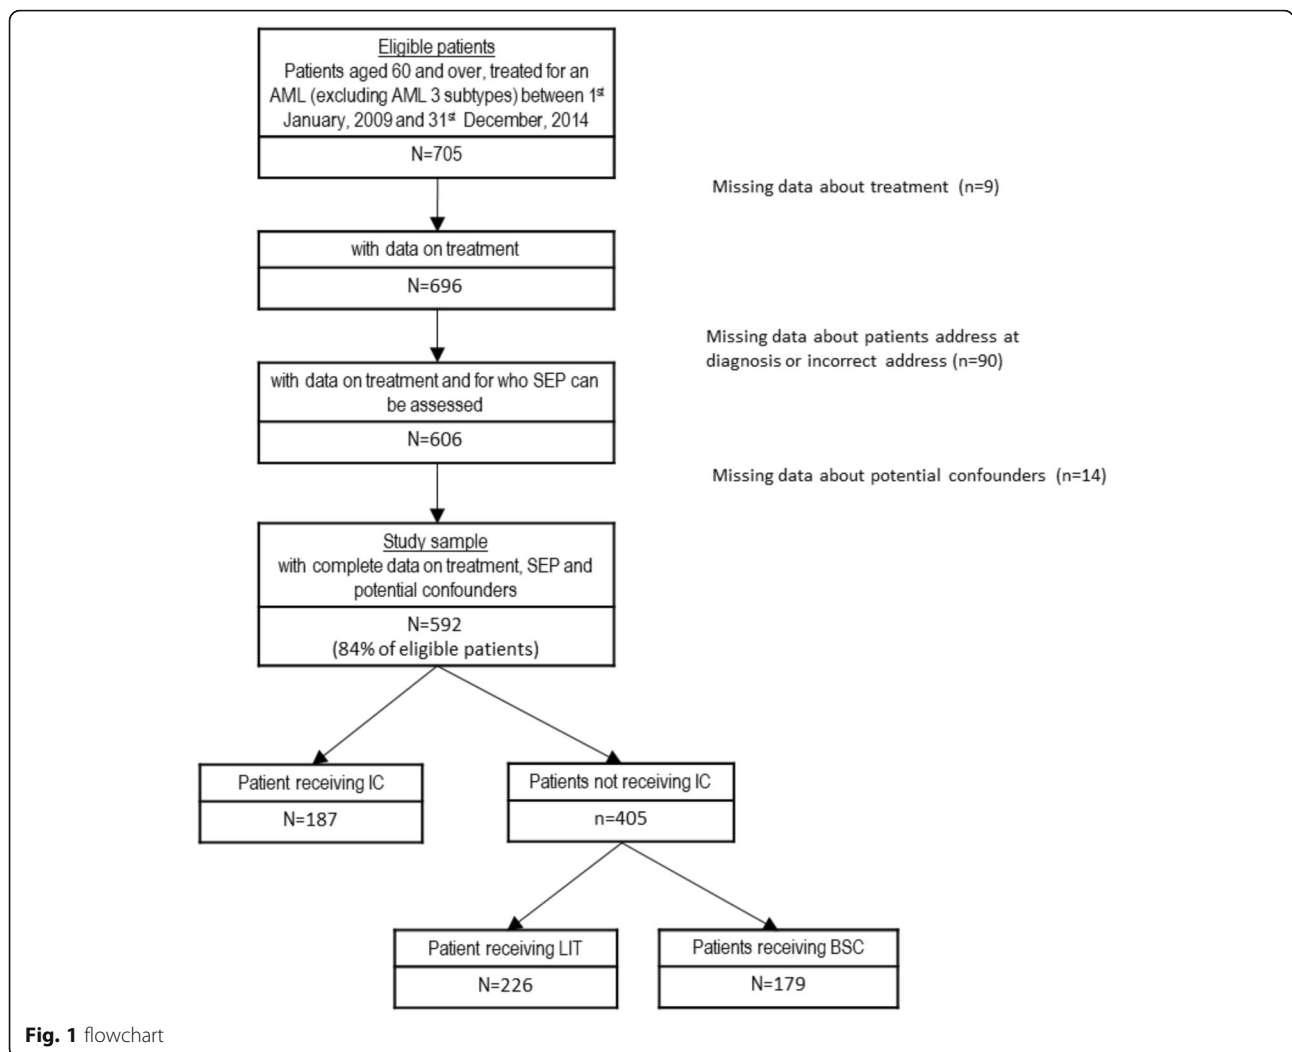 Eligible patients
Patients aged 60 and over, treated for an
AML (excluding AML 3 subtypes) between 1st
January, 2009 and 31st December, 2014
N=705
Missing data about treatment (n=9)
with data on treatment
N=696
Missing data about patients address at
diagnosis or incorrect address (n=90)
with data on treatment and for who SEP can
be assessed
N=606
Missing data about potential confounders (n=14)
Study sample
with complete data on treatment, SEP and
potential confounders
N=592
(84% of eligible patients)
Patient receiving IC
N=187
Patients not receiving IC
n=405
Patient receiving LIT
N=226
Patients receiving BSC
N=179
Fig. 1 flowchart